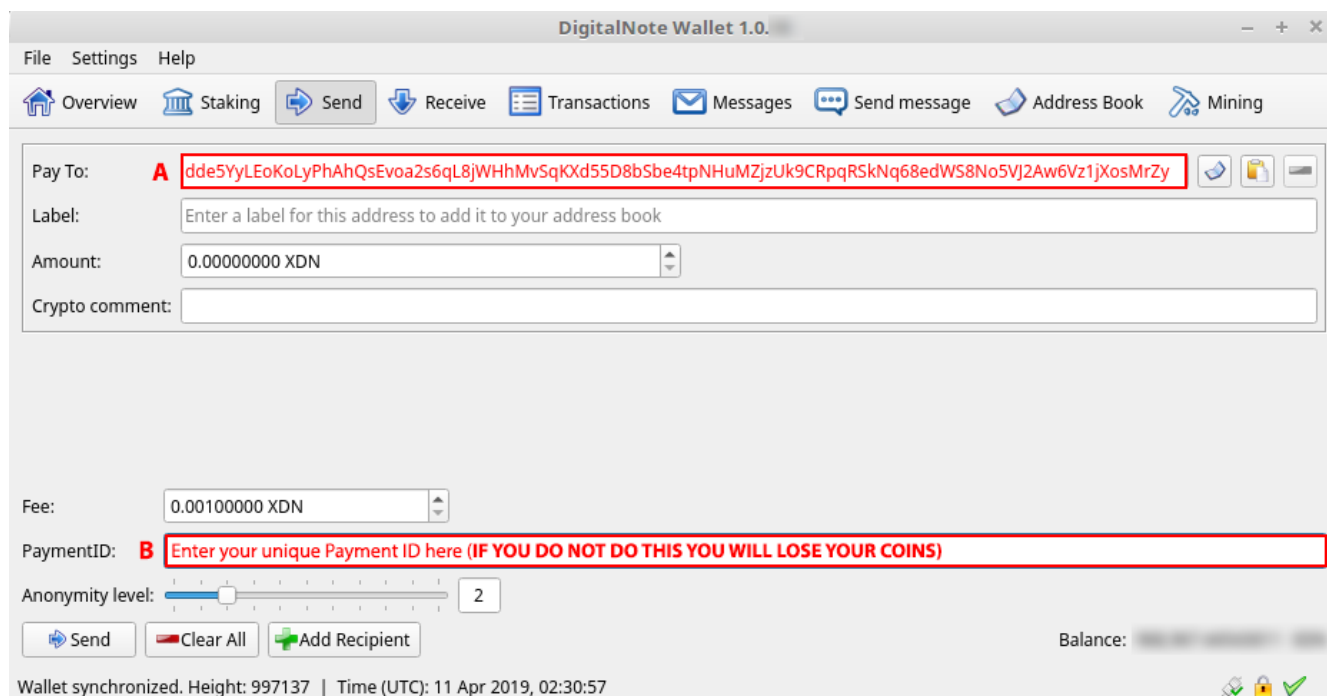 DigitalNote Wallet 1.0.
File Settings Help
Overview Staking Send Receive Transactions Messages Send message Address Book Mining
Pay To: A dde5YyLEoKoLyPhAhQsEvoa2s6qL8jWHhMvSqKXd55D8bSbe4tpNHuMZjzUk9CRpqRSkNq68edWS8No5VJ2Aw6Vz1jXosMrZy
Label: Enter a label for this address to add it to your address book
Amount: 0.00000000 XDN
Crypto comment:
Fee: 0.00100000 XDN
PaymentID: B Enter your unique Payment ID here (IF YOU DO NOT DO THIS YOU WILL LOSE YOUR COINS)
Anonymity level: 2
Send Clear All Add Recipient Balance:
Wallet synchronized. Height: 997137 | Time (UTC): 11 Apr 2019, 02:30:57